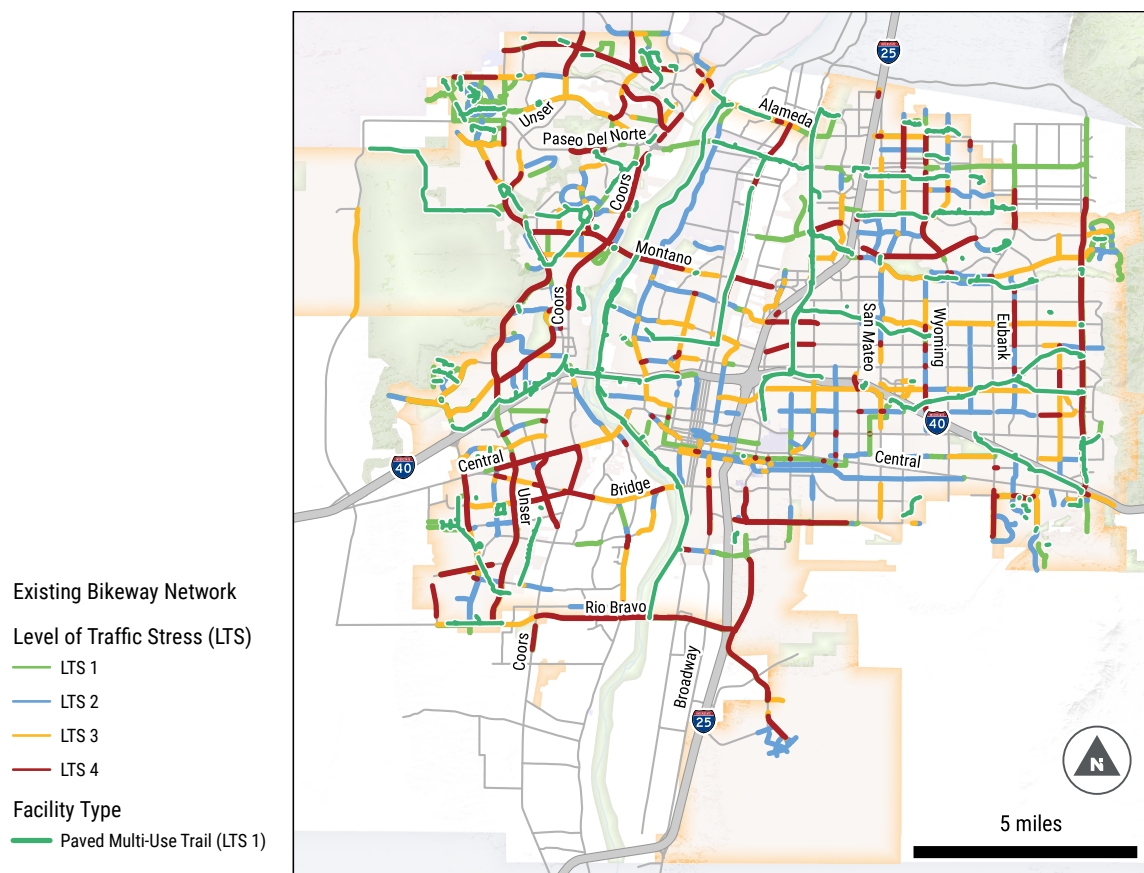 25
Alameda
Unser
Paseo Del Norte
Coors
Montano
Coors
San Mateo
Wyoming
Eubank
40
Central
Central
40
Unser
Bridge
Rio Bravo
Coors
Broadway
25
N
5 miles
Existing Bikeway Network
Level of Traffic Stress (LTS)
LTS 1
LTS 2
LTS 3
LTS 4
Facility Type
Paved Multi-Use Trail (LTS 1)